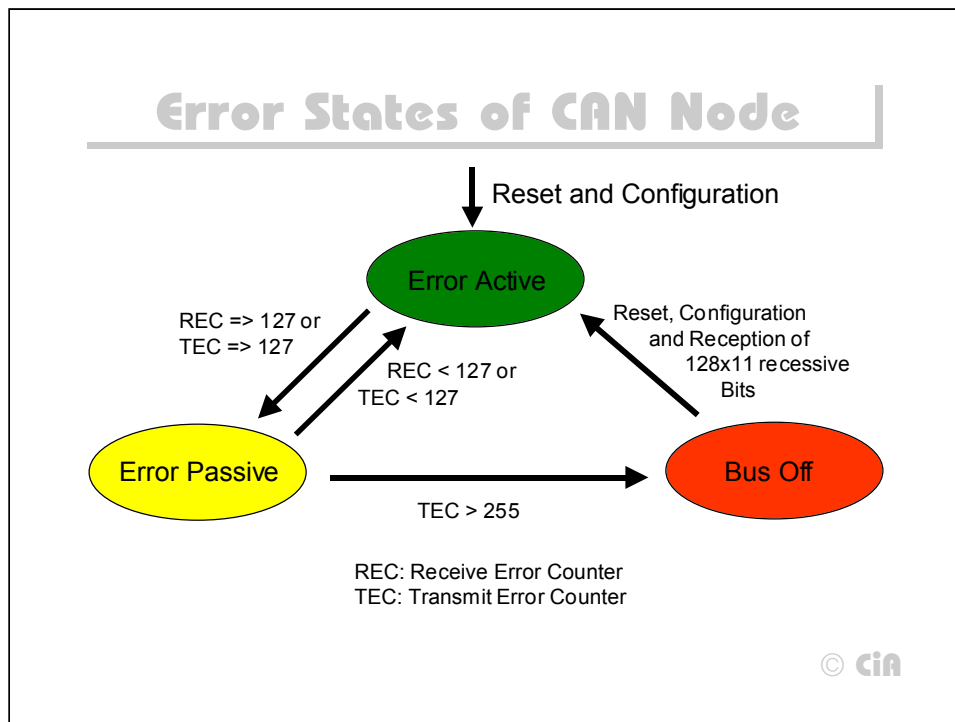 Error States of CAN Node
Reset and Configuration
Error Active
REC => 127 or
TEC => 127
REC < 127 or
TEC < 127
Reset, Configuration
and Reception of
128x11 recessive
Bits
Error Passive
Bus Off
TEC > 255
REC: Receive Error Counter
TEC: Transmit Error Counter
© CiA